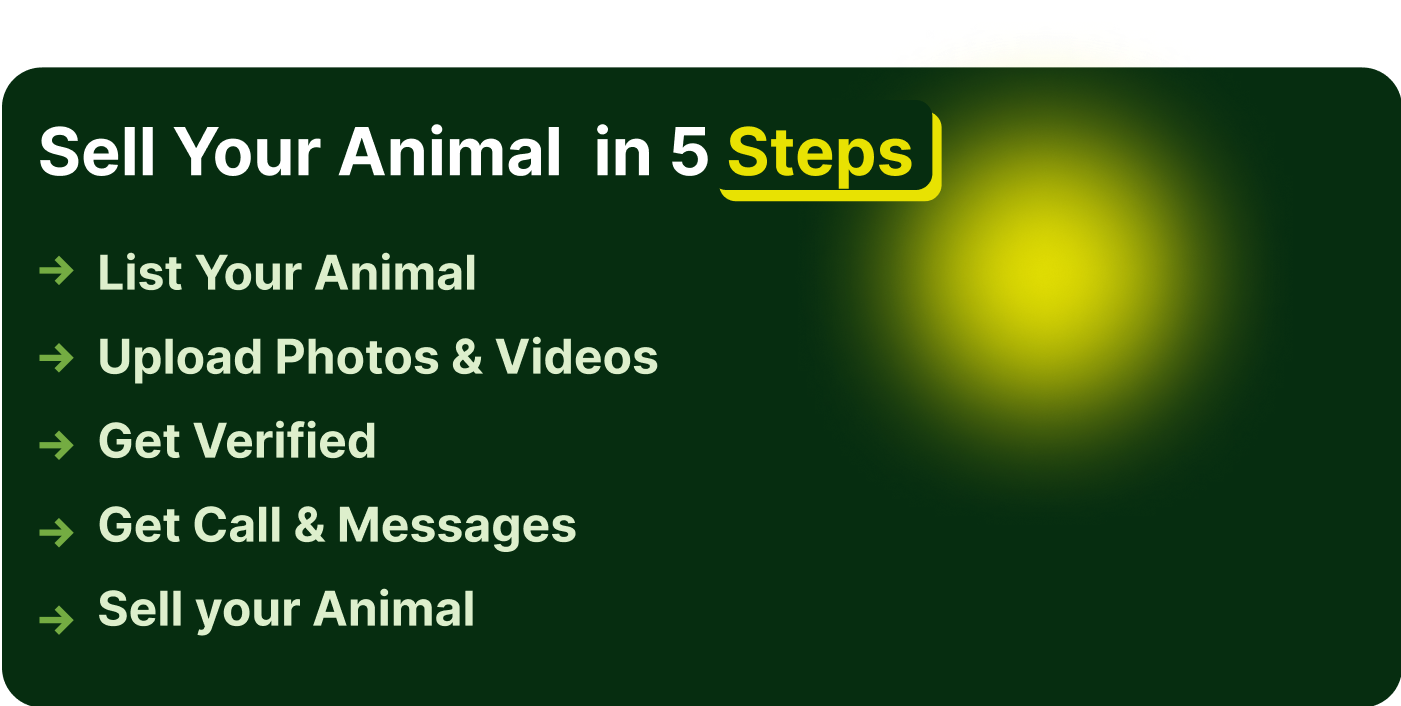 Sell Your Animal in 5 Steps
List Your Animal
Upload Photos & Videos
Get Verified
Get Call & Messages
Sell your Animal